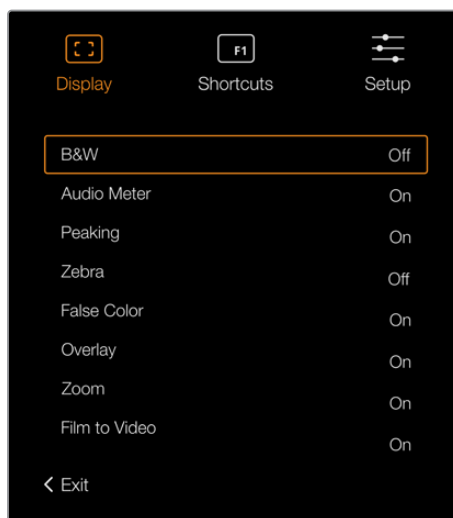 F1
Display Shortcuts Setup
B&W Off
Audio Meter On
Peaking On
Zebra Off
False Color On
Overlay On
Zoom On
Film to Video On
Exit